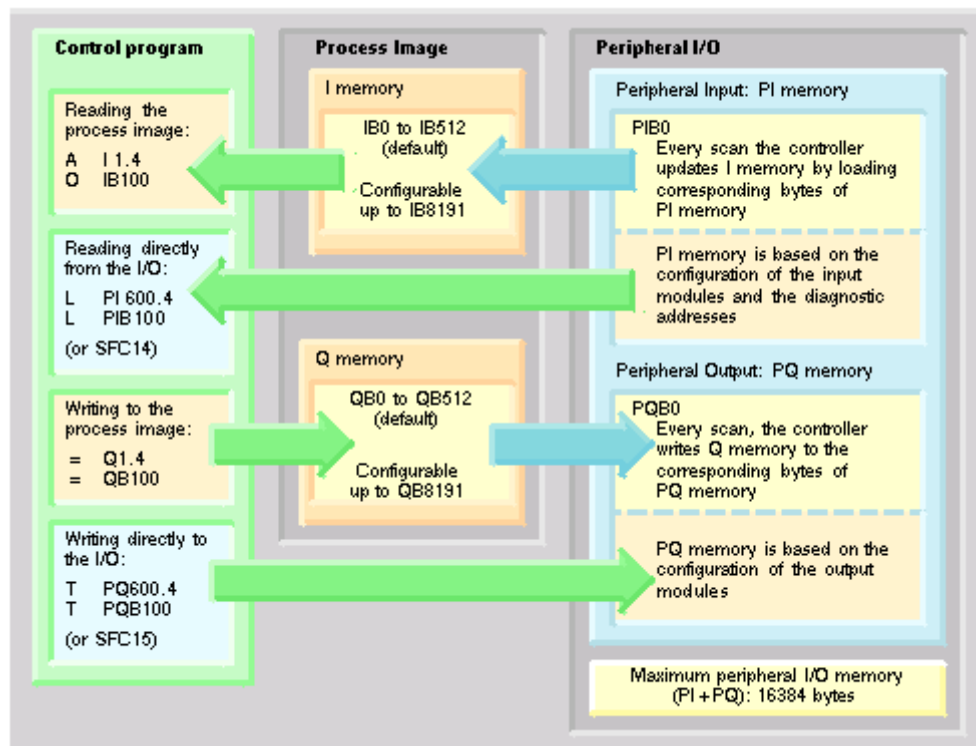 Control program
Reading the
process image:
A I 1.4
O IB100
Reading directly
from the I/O:
L PI 600.4
L PIB100
(or SFC14)
Writing to the
process image:
= Q1.4
= QB100
Writing directly to
the I/O:
T PQ600.4
T PQB100
(or SFC15)
Process Image
I memory
IB0 to IB512
(default)
Configurable
up to IB8191
Q memory
QB0 to QB512
(default)
Configurable
up to QB8191
Peripheral I/O
Peripheral Input: PI memory
PIB0
Every scan the controller
updates I memory by loading
corresponding bytes of
PI memory
PI memory is based on the
configuration of the input
modules and the diagnostic
addresses
Peripheral Output: PQ memory
PQB0
Every scan, the controller
writes Q memory to the
corresponding bytes of
PQ memory
PQ memory is based on the
configuration of the output
modules
Maximum peripheral I/O memory
(PI+PQ): 16384 bytes